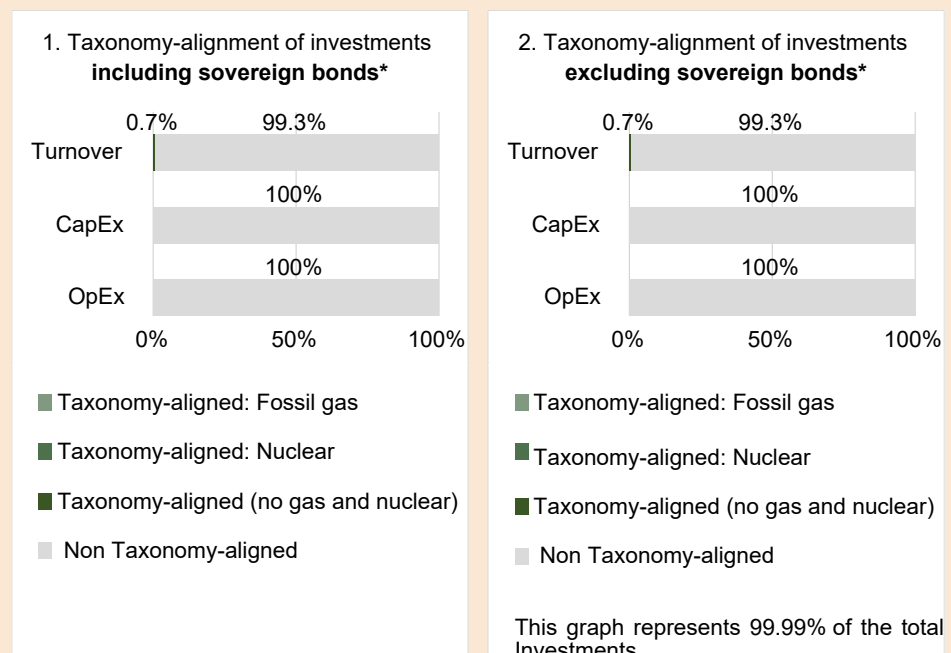 1. Taxonomy-alignment of investments
including sovereign bonds*
0.7% 99.3%
Turnover
100%
CapEx
100%
OpEx
0% 50% 100%
Taxonomy-aligned: Fossil gas
Taxonomy-aligned: Nuclear
Taxonomy-aligned (no gas and nuclear)
Non Taxonomy-aligned
2. Taxonomy-alignment of investments
excluding sovereign bonds*
0.7% 99.3%
Turnover
100%
CapEx
100%
OpEx
0% 50% 100%
Taxonomy-aligned: Fossil gas
Taxonomy-aligned: Nuclear
Taxonomy-aligned (no gas and nuclear)
Non Taxonomy-aligned
This graph represents 99.99% of the total
Investments